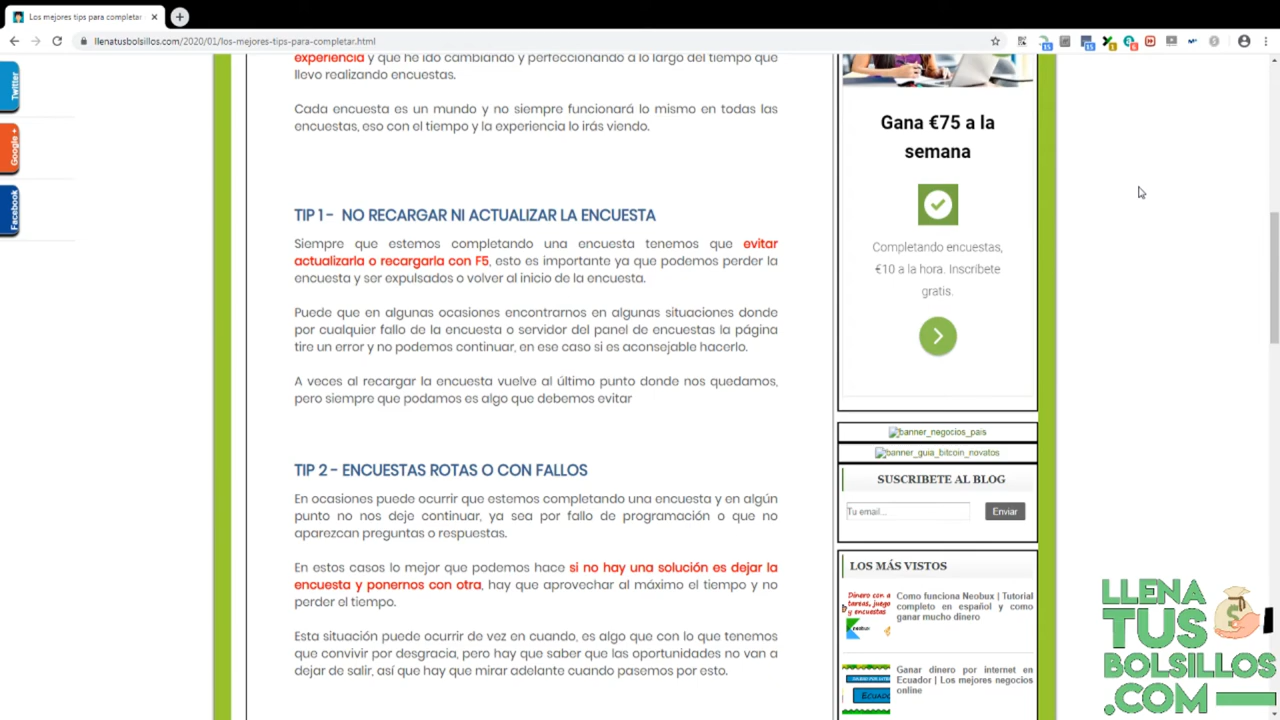 Los mejores tips para completar
llenatusbolsillos.com/2020/01/los-mejores-tips-para-completar.html
Twitter
Google +
Facebook
experiencia y que he ido cambiando y perfeccionando a lo largo del tiempo que
llevo realizando encuestas.
Cada encuesta es un mundo y no siempre funcionará lo mismo en todas las
encuestas, eso con el tiempo y la experiencia lo irás viendo.
TIP 1 - NO RECARGAR NI ACTUALIZAR LA ENCUESTA
Siempre que estemos completando una encuesta tenemos que evitar
actualizarla o recargarla con F5, esto es importante ya que podemos perder la
encuesta y ser expulsados o volver al inicio de la encuesta.
Puede que en algunas ocasiones encontrarnos en algunas situaciones donde
por cualquier fallo de la encuesta o servidor del panel de encuestas la página
tire un error y no podemos continuar, en ese caso si es aconsejable hacerlo.
A veces al recargar la encuesta vuelve al último punto donde nos quedamos,
pero siempre que podamos es algo que debemos evitar
TIP 2 - ENCUESTAS ROTAS O CON FALLOS
En ocasiones puede ocurrir que estemos completando una encuesta y en algún
punto no nos deje continuar, ya sea por fallo de programación o que no
aparezcan preguntas o respuestas.
En estos casos lo mejor que podemos hace si no hay una solución es dejar la
encuesta y ponernos con otra, hay que aprovechar al máximo el tiempo y no
perder el tiempo.
Esta situación puede ocurrir de vez en cuando, es algo que con lo que tenemos
que convivir por desgracia, pero hay que saber que las oportunidades no van a
dejar de salir, así que hay que mirar adelante cuando pasemos por esto.
Gana €75 a la
semana
Completando encuestas,
€10 a la hora. Inscríbete
gratis.
banner_negocios_pais
banner_guia_bitcoin_novatos
SUSCRIBETE AL BLOG
Tu email...
Enviar
LOS MÁS VISTOS
Dinero con
tareas, jueg
y encuestas
neobux
Como funciona Neobux | Tutorial
completo en español y como
ganar mucho dinero
Ganar dinero por internet en
Ecuador | Los mejores negocios
online
LLENA
TUS
BOLSILLOS
.COM